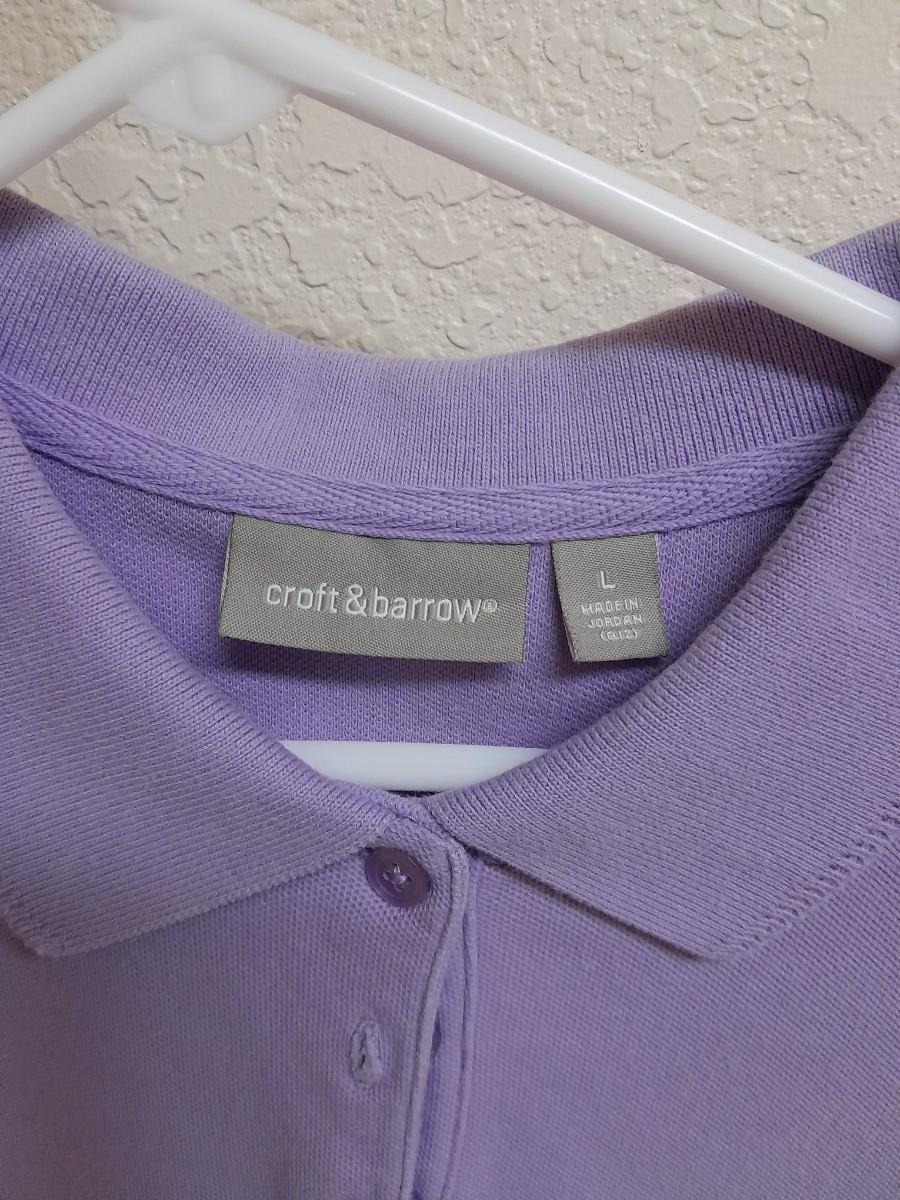 croft & barrow®
L
MADE IN
JORDAN
(G12)